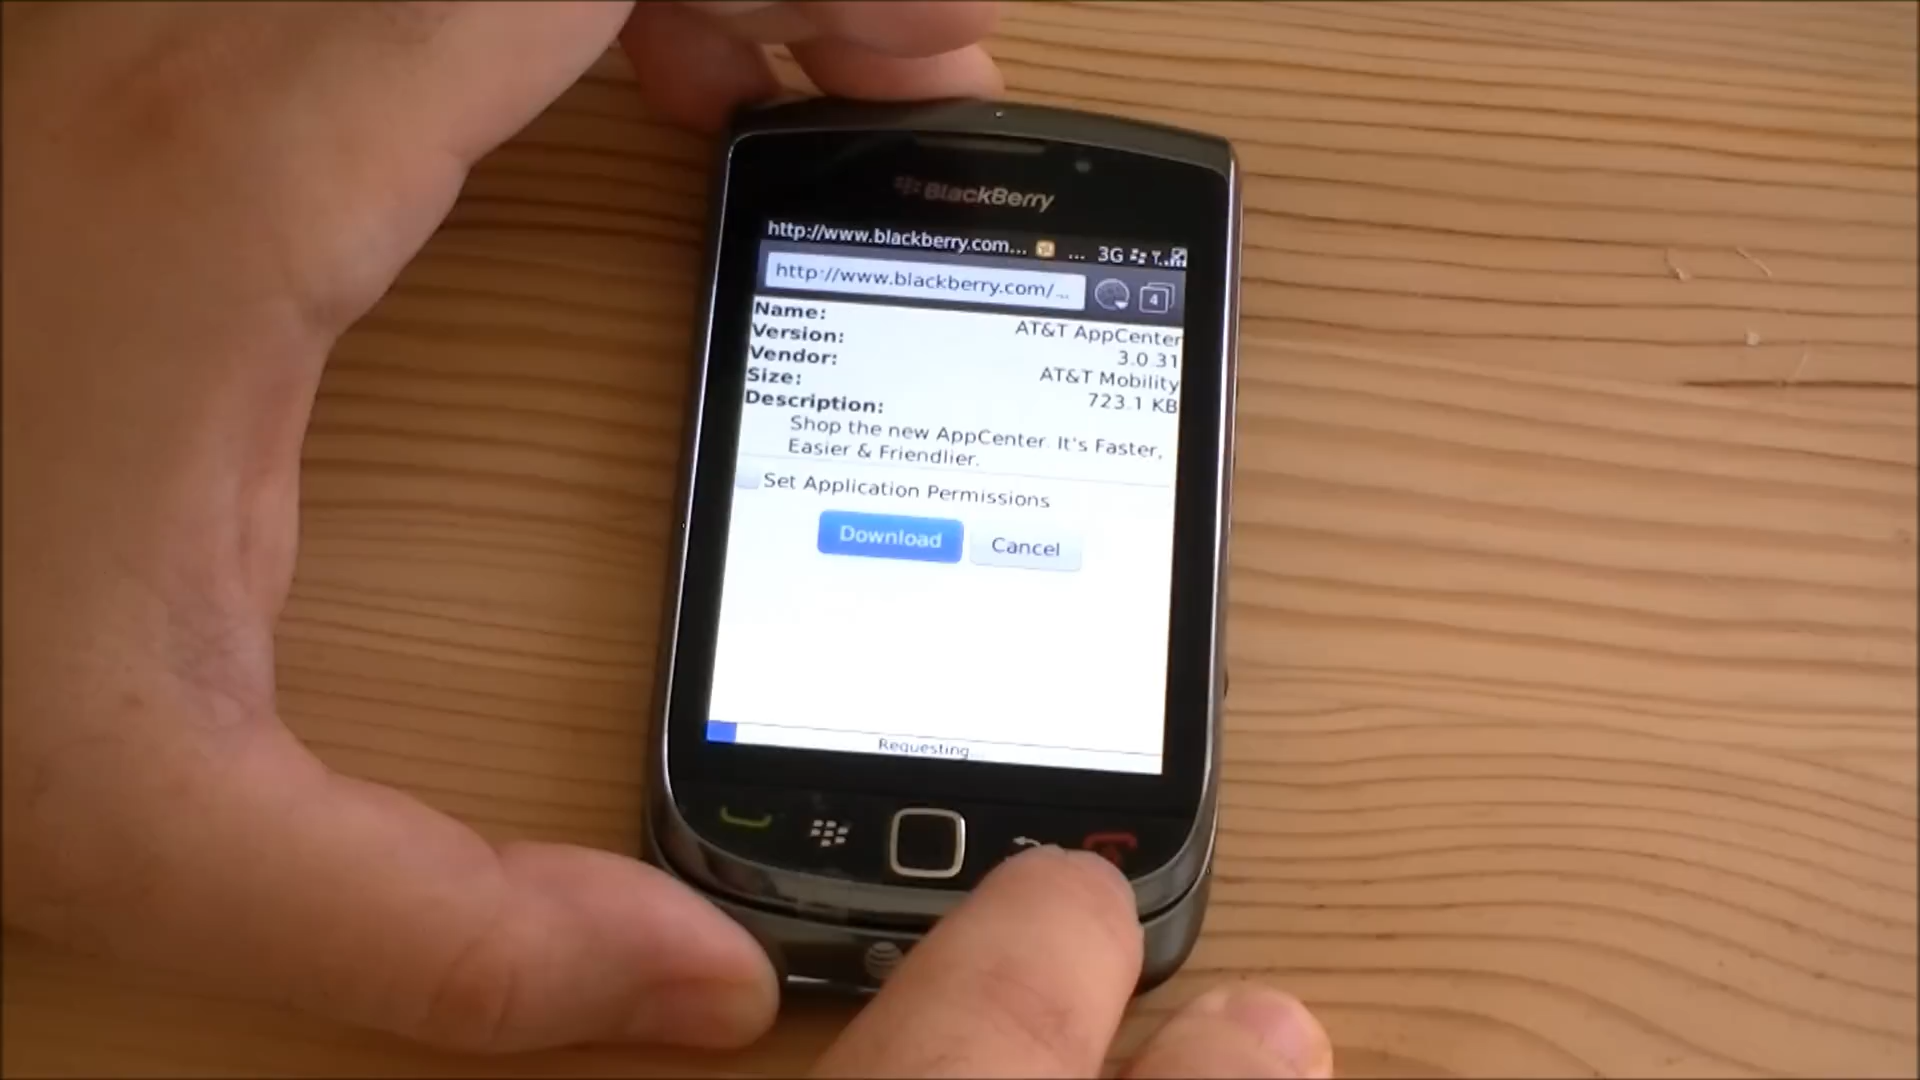 BlackBerry
http://www.blackberry.com... ... 3G
http://www.blackberry.com/... 4
Name: AT&T AppCenter
Version: 3.0.31
Vendor: AT&T Mobility
Size: 723.1 KB
Description:
Shop the new AppCenter. It's Faster,
Easier & Friendlier.
Set Application Permissions
Download Cancel
Requesting...